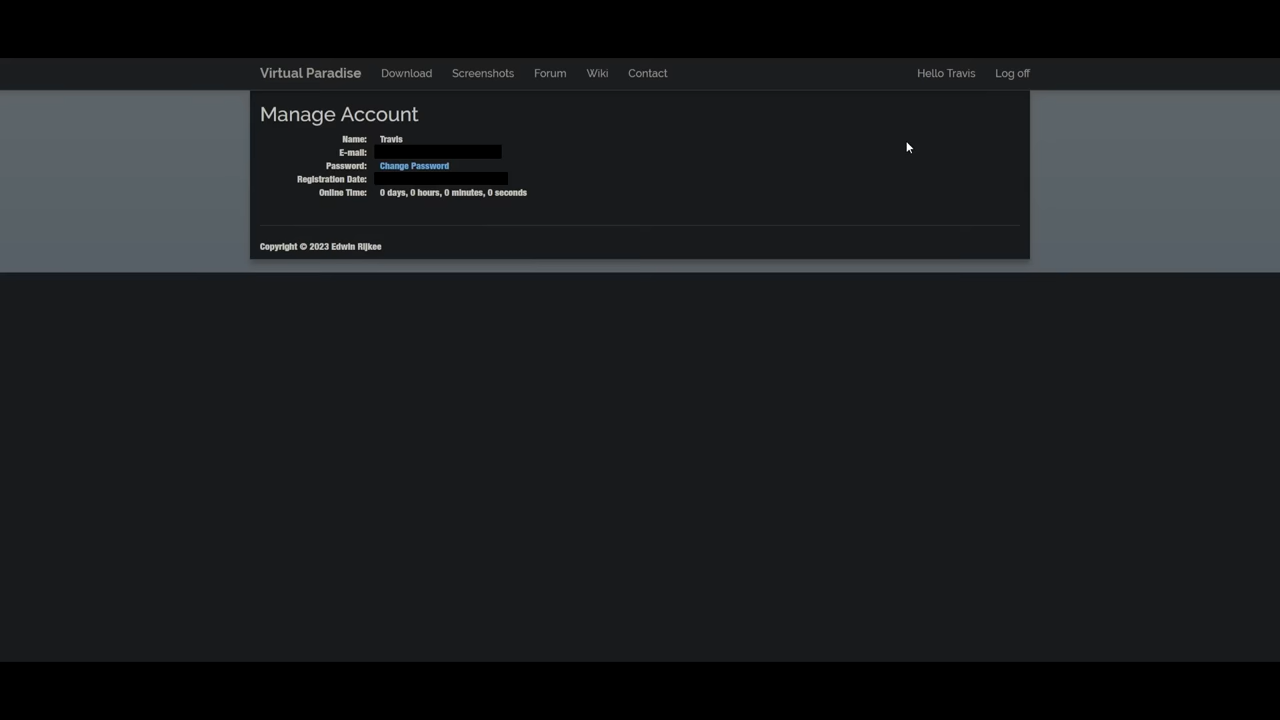 Virtual Paradise Download Screenshots Forum Wiki Contact Hello Travis Log off
Manage Account
Name: Travis
E-mail:
Password: Change Password
Registration Date:
Online Time: 0 days, 0 hours, 0 minutes, 0 seconds
Copyright © 2023 Edwin Rijkee